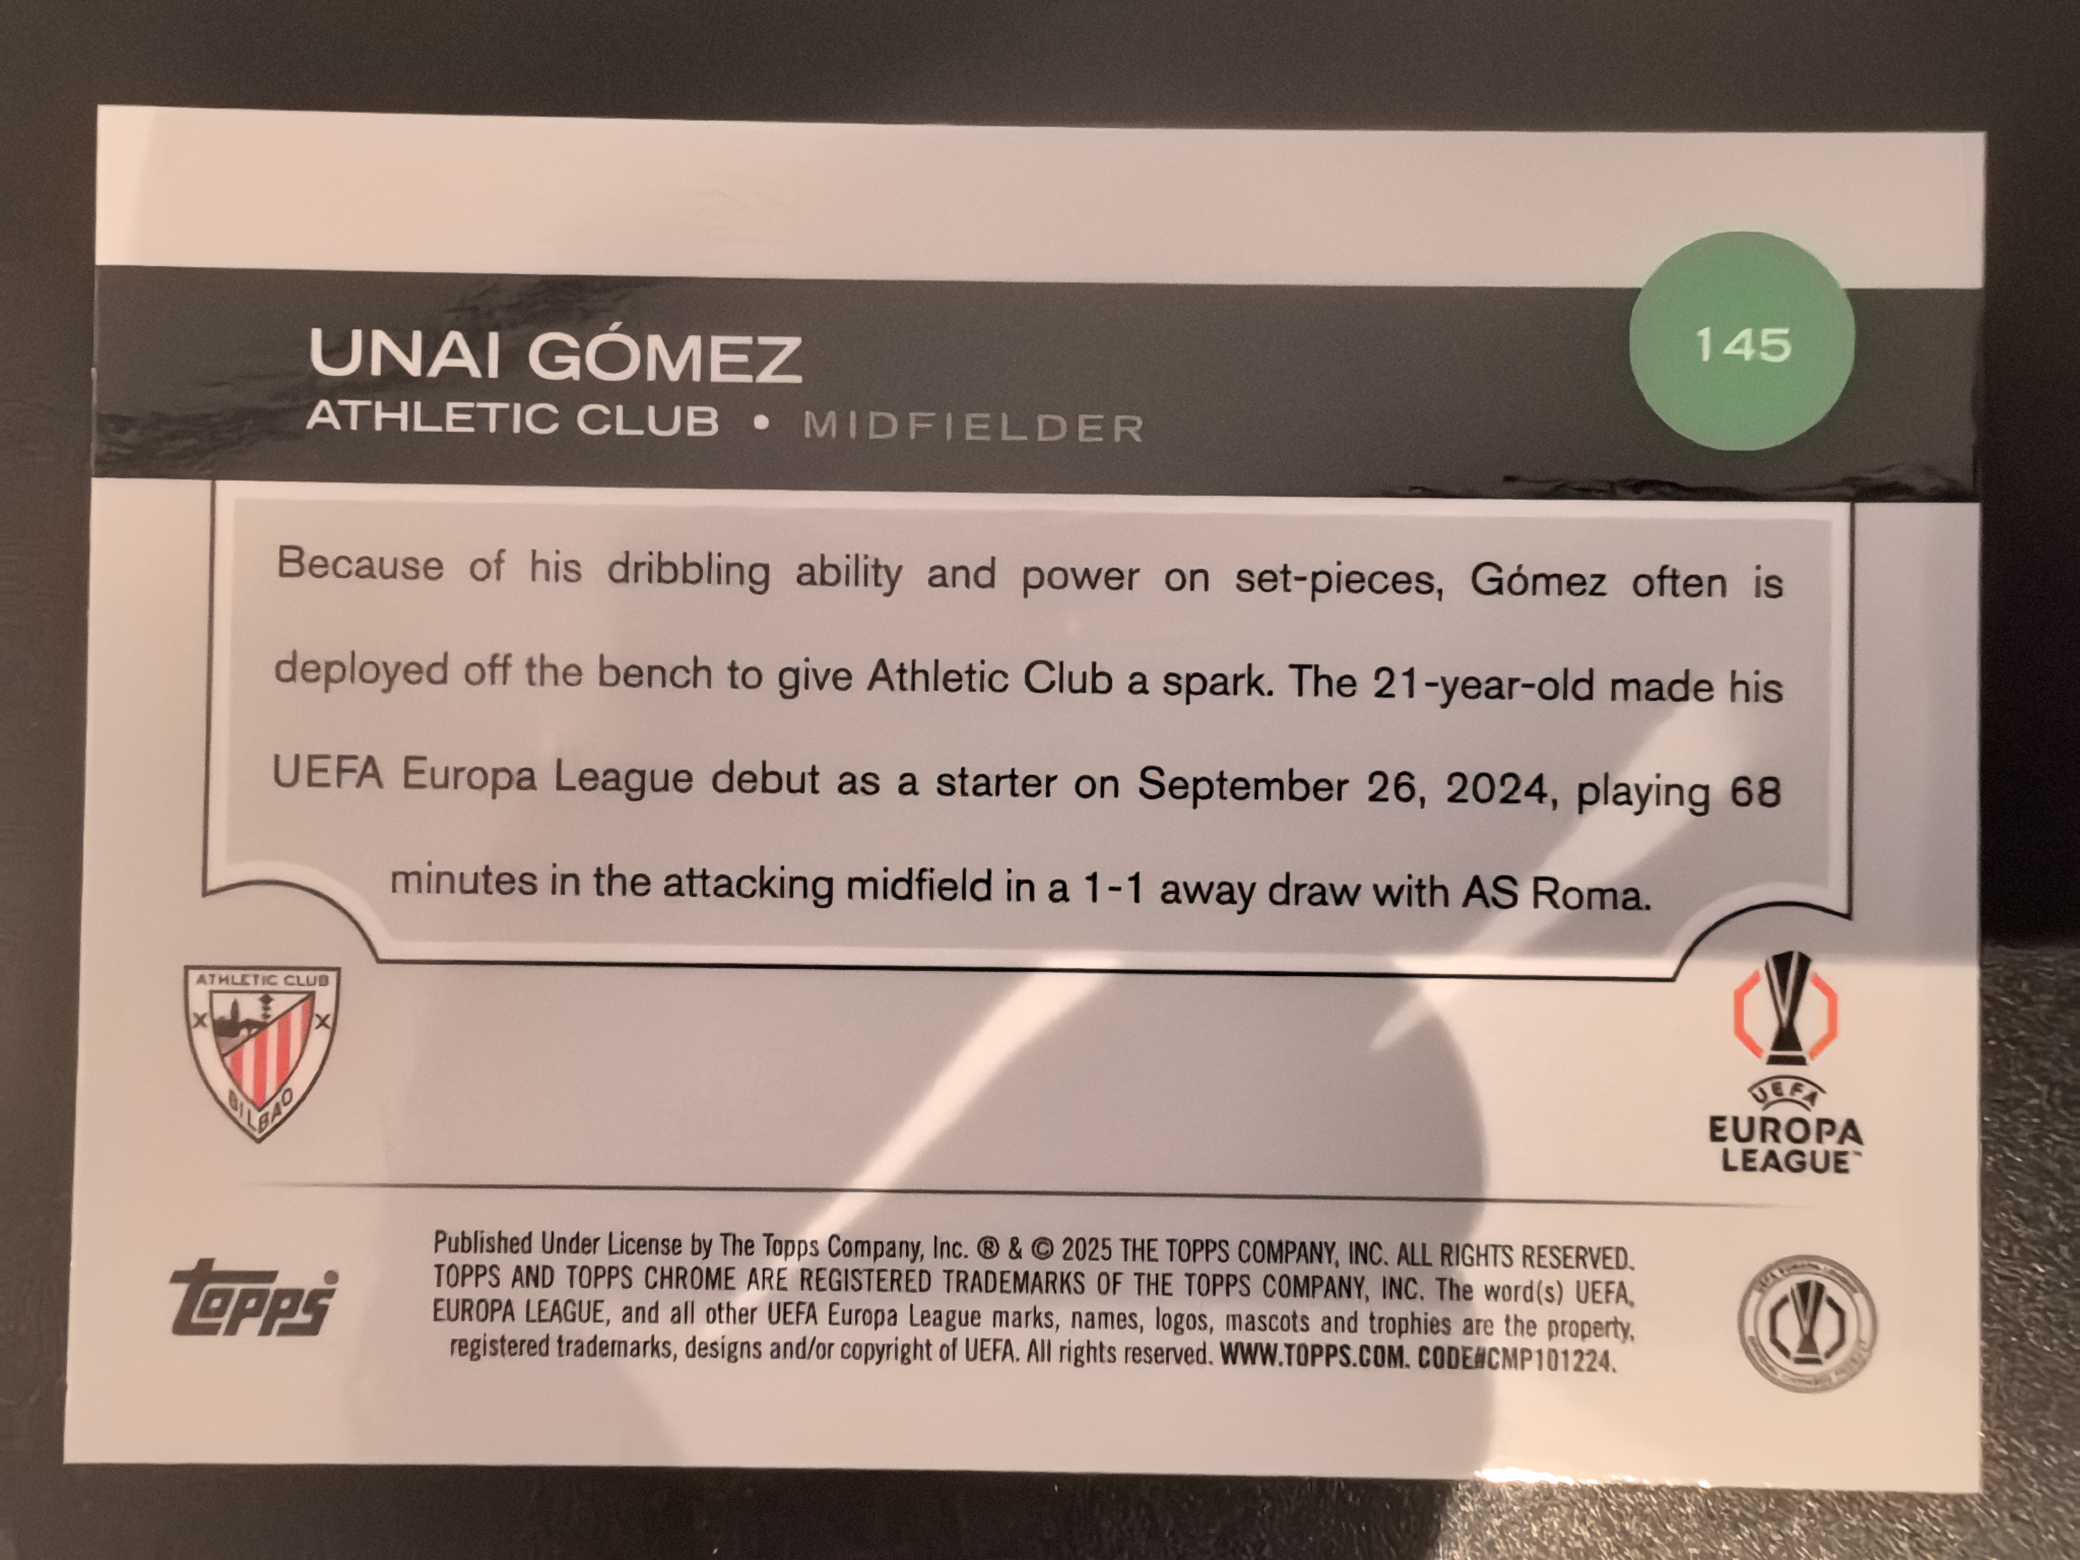 145
UNAI GÓMEZ
ATHLETIC CLUB • MIDFIELDER
Because of his dribbling ability and power on set-pieces, Gómez often is
deployed off the bench to give Athletic Club a spark. The 21-year-old made his
UEFA Europa League debut as a starter on September 26, 2024, playing 68
minutes in the attacking midfield in a 1-1 away draw with AS Roma.
ATHLETIC CLUB
BILBAO
UEFA
EUROPA
LEAGUE™
topps
Published Under License by The Topps Company, Inc. ® & © 2025 THE TOPPS COMPANY, INC. ALL RIGHTS RESERVED.
TOPPS AND TOPPS CHROME ARE REGISTERED TRADEMARKS OF THE TOPPS COMPANY, INC. The word(s) UEFA,
EUROPA LEAGUE, and all other UEFA Europa League marks, names, logos, mascots and trophies are the property,
registered trademarks, designs and/or copyright of UEFA. All rights reserved. WWW.TOPPS.COM. CODE#CMP101224.